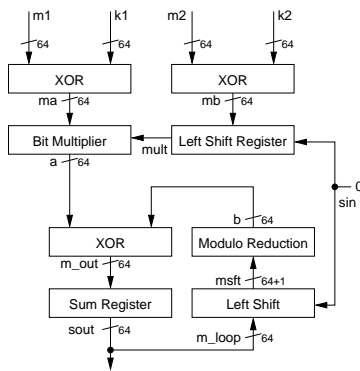 m1 k1 m2 k2
64 64 64 64
XOR XOR
ma 64 mb 64
Bit Multiplier mult Left Shift Register
a 64
0
sin
b 64
XOR Modulo Reduction
m_out 64 msft 64+1
Sum Register Left Shift
sout 64 m_loop 64